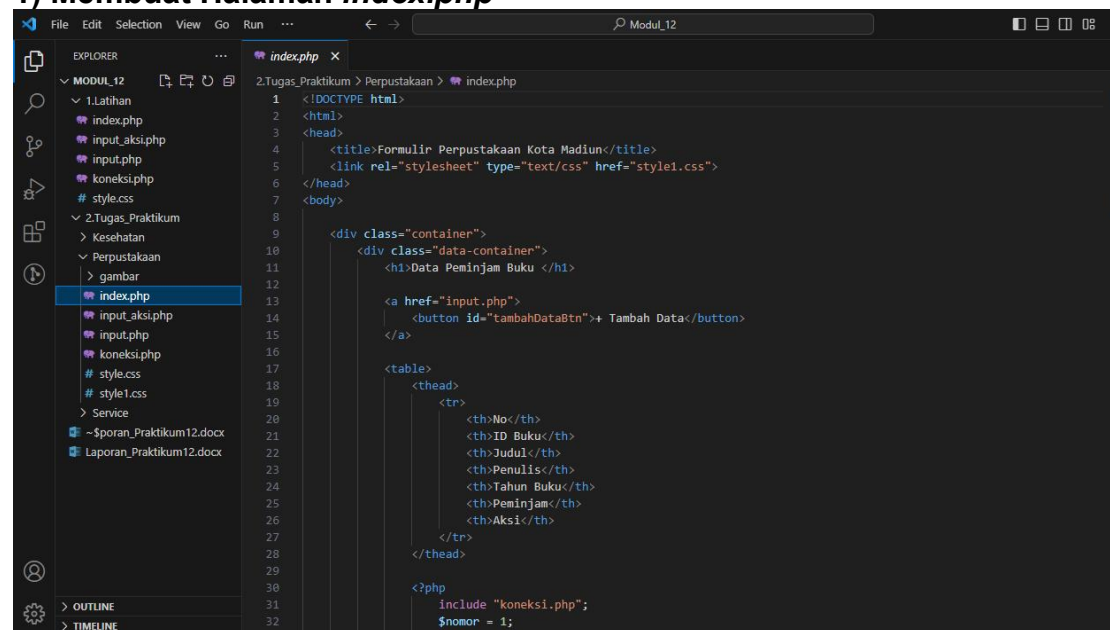 1) Membuat Halaman index.php
File Edit Selection View Go Run ··· Modul_12
EXPLORER ···
MODUL_12
1.Latihan
index.php
input_aksi.php
input.php
koneksi.php
# style.css
2.Tugas_Praktikum
Kesehatan
Perpustakaan
gambar
index.php
input_aksi.php
input.php
koneksi.php
# style.css
# style1.css
Service
~$poran_Praktikum12.docx
Laporan_Praktikum12.docx
OUTLINE
TIMELINE
index.php
2.Tugas_Praktikum > Perpustakaan > index.php
1 <!DOCTYPE html>
2 <html>
3 <head>
4 <title>Formulir Perpustakaan Kota Madiun</title>
5 <link rel="stylesheet" type="text/css" href="style1.css">
6 </head>
7 <body>
8
9 <div class="container">
10 <div class="data-container">
11 <h1>Data Peminjam Buku </h1>
12
13 <a href="input.php">
14 <button id="tambahDataBtn">+ Tambah Data</button>
15 </a>
16
17 <table>
18 <thead>
19 <tr>
20 <th>No</th>
21 <th>ID Buku</th>
22 <th>Judul</th>
23 <th>Penulis</th>
24 <th>Tahun Buku</th>
25 <th>Peminjam</th>
26 <th>Aksi</th>
27 </tr>
28 </thead>
29
30 <?php
31 include "koneksi.php";
32 $nomor = 1;